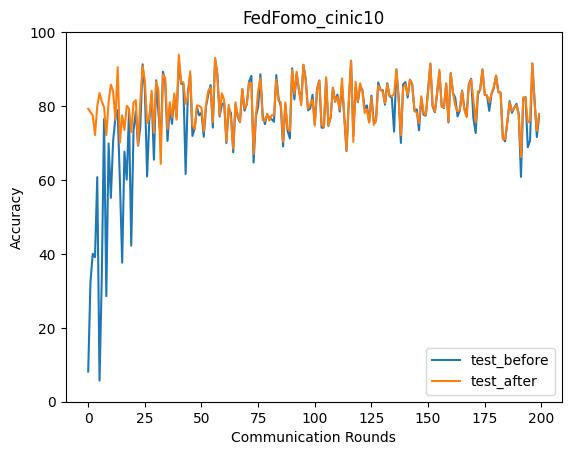 FedFomo_cinic10
100
80
60
40
20
0
Accuracy
0 25 50 75 100 125 150 175 200
Communication Rounds
test_before
test_after